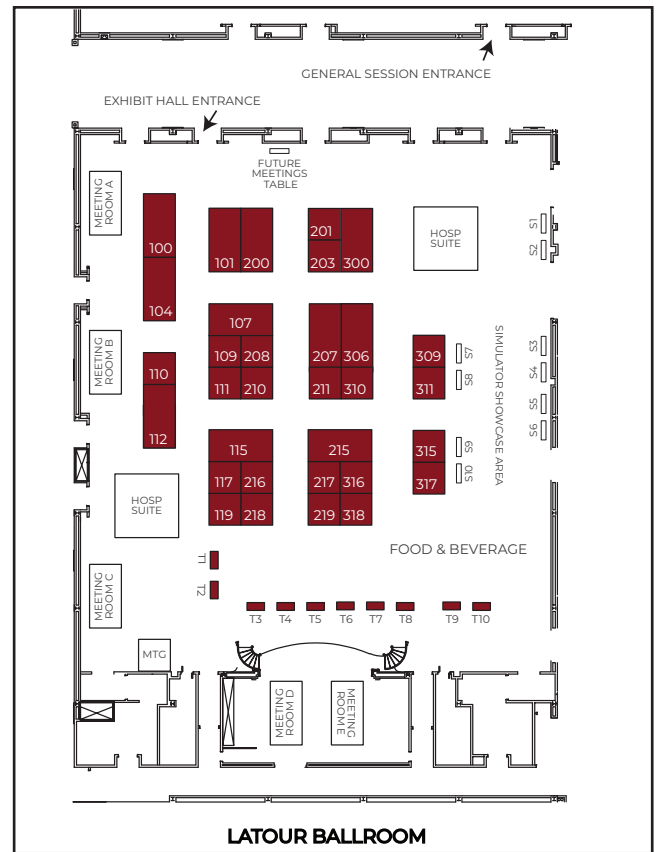 GENERAL SESSION ENTRANCE
EXHIBIT HALL ENTRANCE
FUTURE
MEETINGS
TABLE
MEETING
ROOM A
100
104
101 200
201
203 300
HOSP
SUITE
S1
S2
107
109 208
111 210
207 306
211 310
309
311
S7
S8
SIMULATOR SHOWCASE AREA
S3
S4
S5
S6
MEETING
ROOM B
110
112
115
117 216
119 218
215
217 316
219 318
315
317
S9
S10
HOSP
SUITE
FOOD & BEVERAGE
T1
T2
MEETING
ROOM C
T3 T4 T5 T6 T7 T8 T9 T10
MTG
MEETING
ROOM D
MEETING
ROOM E
LATOUR BALLROOM